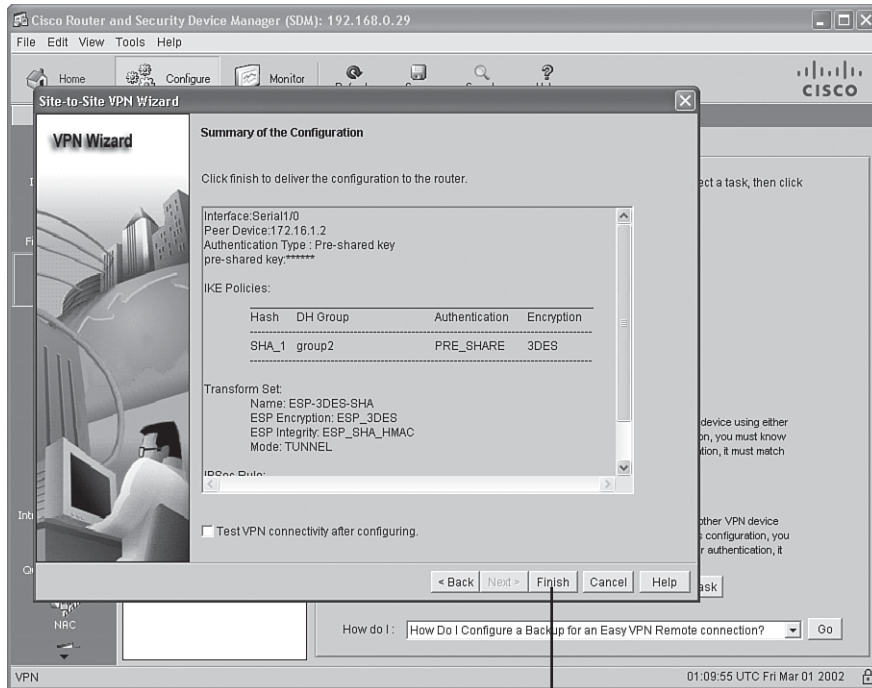 Cisco Router and Security Device Manager (SDM): 192.168.0.29
File Edit View Tools Help
Home Configure Monitor
CISCO
Site-to-Site VPN Wizard
VPN Wizard
Summary of the Configuration
Click finish to deliver the configuration to the router.
ect a task, then click
Interface:Serial1/0
Peer Device:172.16.1.2
Authentication Type : Pre-shared key
pre-shared key:******
IKE Policies:
Hash DH Group Authentication Encryption
SHA_1 group2 PRE_SHARE 3DES
Transform Set:
Name: ESP-3DES-SHA
ESP Encryption: ESP_3DES
ESP Integrity: ESP_SHA_HMAC
Mode: TUNNEL
IPSec Rule:
device using either
on, you must know
ation, it must match
Test VPN connectivity after configuring.
other VPN device
s configuration, you
r authentication, it
< Back Next > Finish Cancel Help
ask
NAC
How do I : How Do I Configure a Backup for an Easy VPN Remote connection? Go
VPN 01:09:55 UTC Fri Mar 01 2002